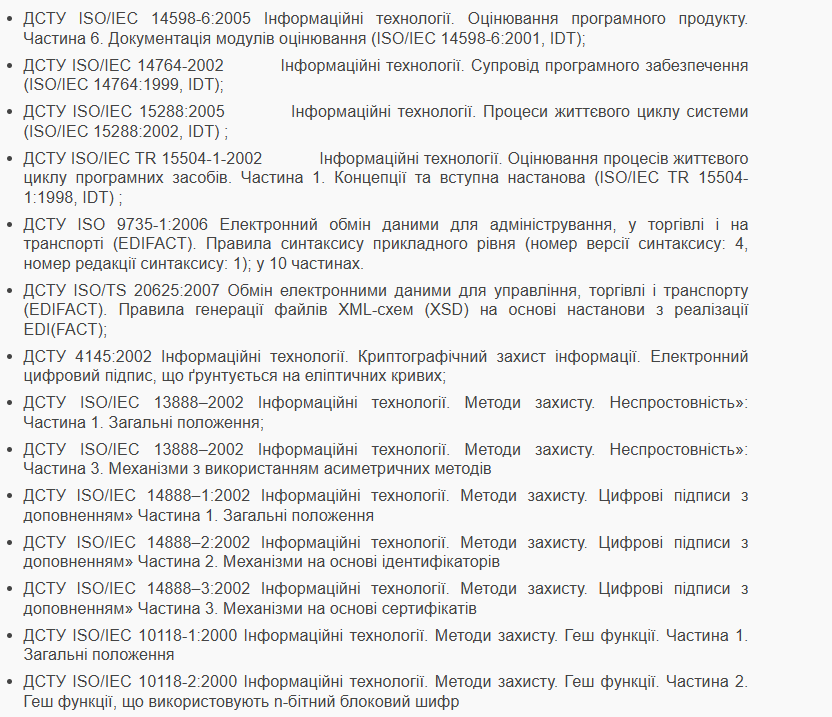 ДСТУ ISO/IEC 14598-6:2005 Інформаційні технології. Оцінювання програмного продукту.
Частина 6. Документація модулів оцінювання (ISO/IEC 14598-6:2001, IDT);
ДСТУ ISO/IEC 14764-2002 Інформаційні технології. Супровід програмного забезпечення
(ISO/IEC 14764:1999, IDT);
ДСТУ ISO/IEC 15288:2005 Інформаційні технології. Процеси життєвого циклу системи
(ISO/IEC 15288:2002, IDT) ;
ДСТУ ISO/IEC TR 15504-1-2002 Інформаційні технології. Оцінювання процесів життєвого
циклу програмних засобів. Частина 1. Концепції та вступна настанова (ISO/IEC TR 15504-
1:1998, IDT) ;
ДСТУ ISO 9735-1:2006 Електронний обмін даними для адміністрування, у торгівлі і на
транспорті (EDIFACT). Правила синтаксису прикладного рівня (номер версії синтаксису: 4,
номер редакції синтаксису: 1); у 10 частинах.
ДСТУ ISO/TS 20625:2007 Обмін електронними даними для управління, торгівлі і транспорту
(EDIFACT). Правила генерації файлів XML-схем (XSD) на основі настанови з реалізації
EDI(FACT);
ДСТУ 4145:2002 Інформаційні технології. Криптографічний захист інформації. Електронний
цифровий підпис, що ґрунтується на еліптичних кривих;
ДСТУ ISO/IEC 13888–2002 Інформаційні технології. Методи захисту. Неспростовність»:
Частина 1. Загальні положення;
ДСТУ ISO/IEC 13888–2002 Інформаційні технології. Методи захисту. Неспростовність»:
Частина 3. Механізми з використанням асиметричних методів
ДСТУ ISO/IEC 14888–1:2002 Інформаційні технології. Методи захисту. Цифрові підписи з
доповненням» Частина 1. Загальні положення
ДСТУ ISO/IEC 14888–2:2002 Інформаційні технології. Методи захисту. Цифрові підписи з
доповненням» Частина 2. Механізми на основі ідентифікаторів
ДСТУ ISO/IEC 14888–3:2002 Інформаційні технології. Методи захисту. Цифрові підписи з
доповненням» Частина 3. Механізми на основі сертифікатів
ДСТУ ISO/IEC 10118-1:2000 Інформаційні технології. Методи захисту. Геш функції. Частина 1.
Загальні положення
ДСТУ ISO/IEC 10118-2:2000 Інформаційні технології. Методи захисту. Геш функції. Частина 2.
Геш функції, що використовують n-бітний блоковий шифр